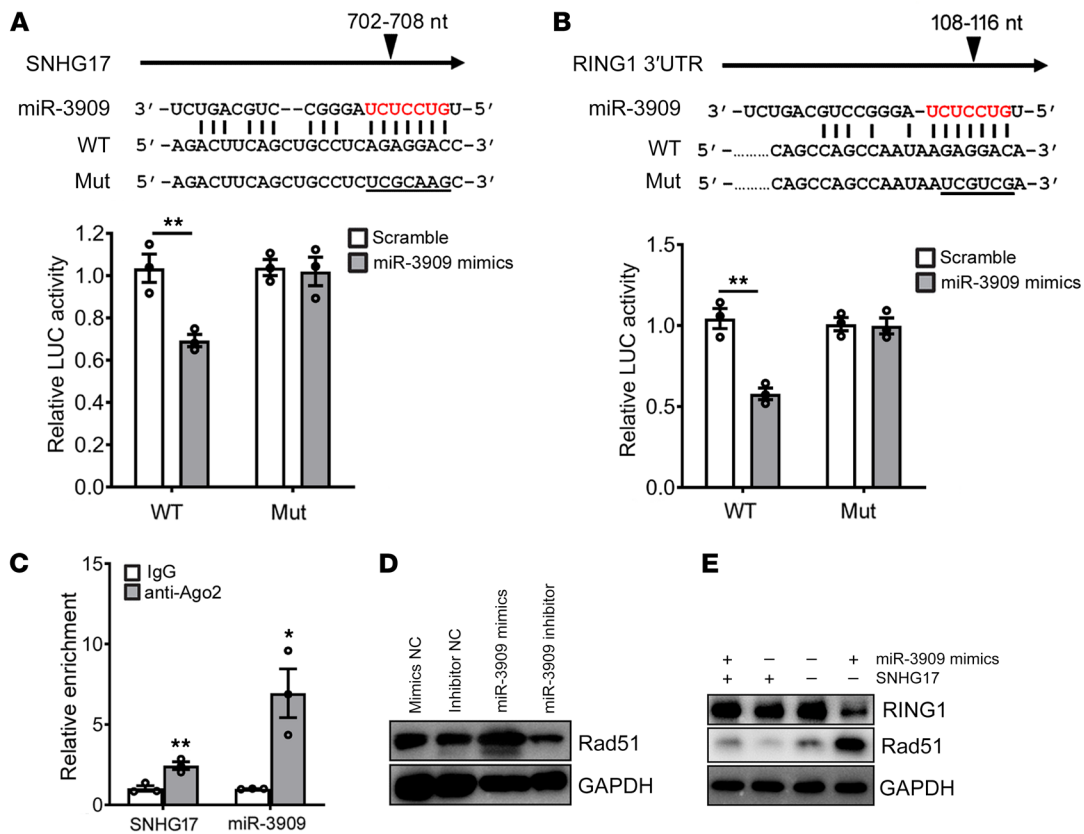 A
702–708 nt
SNHG17
miR-3909 3′-UCUGACGUC--CGGGAUCUCCUGU-5′
WT 5′-AGACUUCAGCUGCCUCAGAGGACC-3′
Mut 5′-AGACUUCAGCUGCCUCUCGCAAGC-3′
Relative LUC activity
1.2
1.0
0.8
0.6
0.4
0.2
0.0
**
Scramble
miR-3909 mimics
WT Mut
B
108–116 nt
RING1 3′UTR
miR-3909 3′-UCUGACGUCCGGGA-UCUCCUGU-5′
WT 5′-.........CAGCCAGCCAAUAAGAGGACA-3′
Mut 5′-.........CAGCCAGCCAAUAAUCGUCGA-3′
Relative LUC activity
1.5
1.0
0.5
0.0
**
Scramble
miR-3909 mimics
WT Mut
C
Relative enrichment
15
10
5
0
IgG
anti-Ago2
**
*
SNHG17 miR-3909
D
Mimics NC
Inhibitor NC
miR-3909 mimics
miR-3909 inhibitor
Rad51
GAPDH
E
+ − − + miR-3909 mimics
+ + − − SNHG17
RING1
Rad51
GAPDH